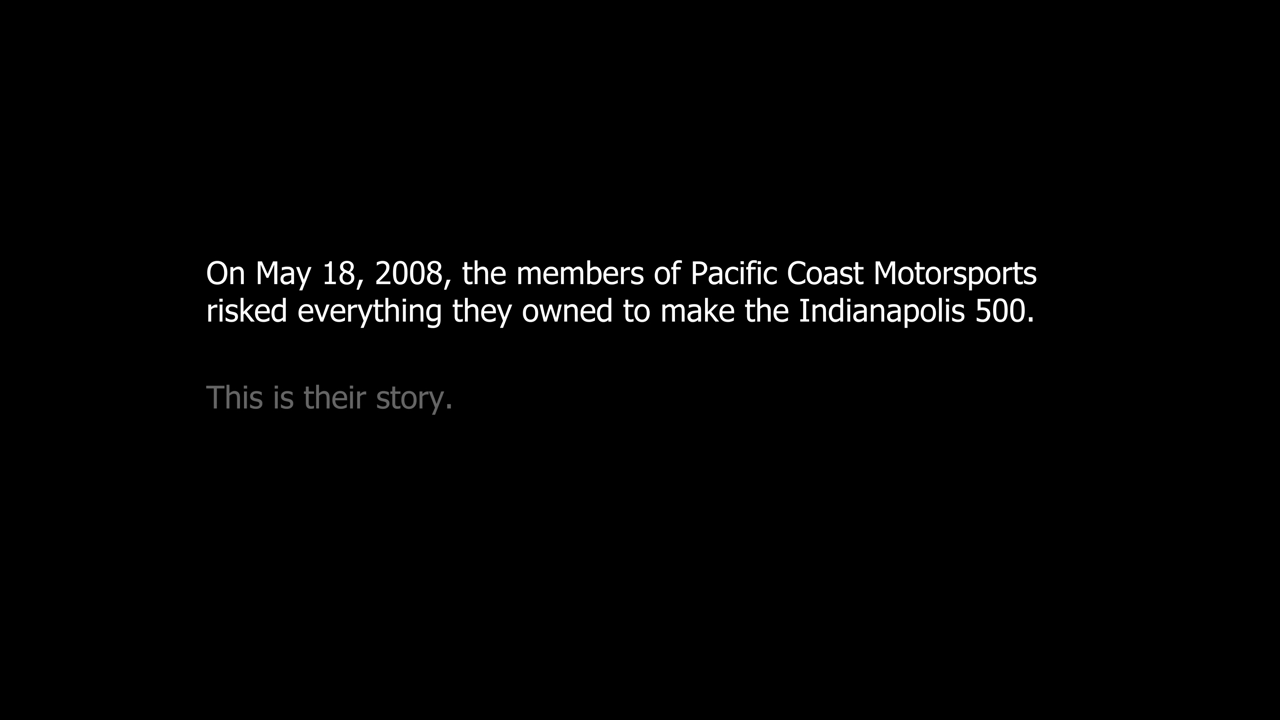 On May 18, 2008, the members of Pacific Coast Motorsports
risked everything they owned to make the Indianapolis 500.
This is their story.